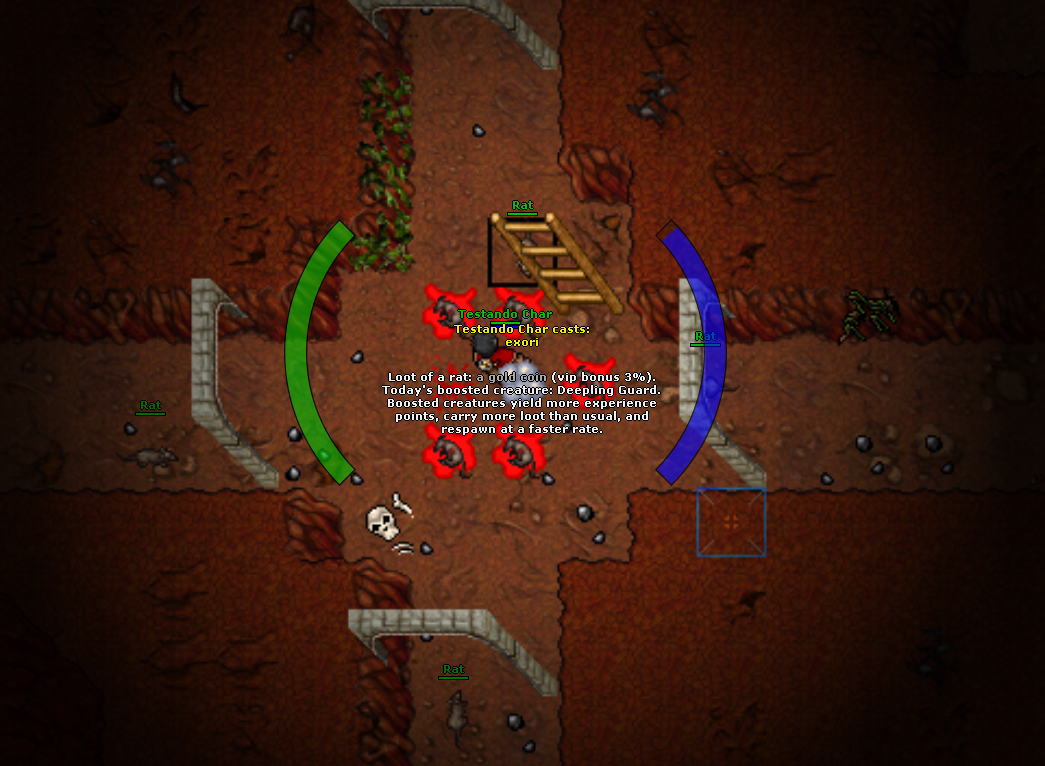 Rat
Testando Char
Testando Char casts:
exori
Rat
Loot of a rat: a gold coin (vip bonus 3%).
Today's boosted creature: Deepling Guard.
Boosted creatures yield more experience
points, carry more loot than usual, and
respawn at a faster rate.
Rat
Rat